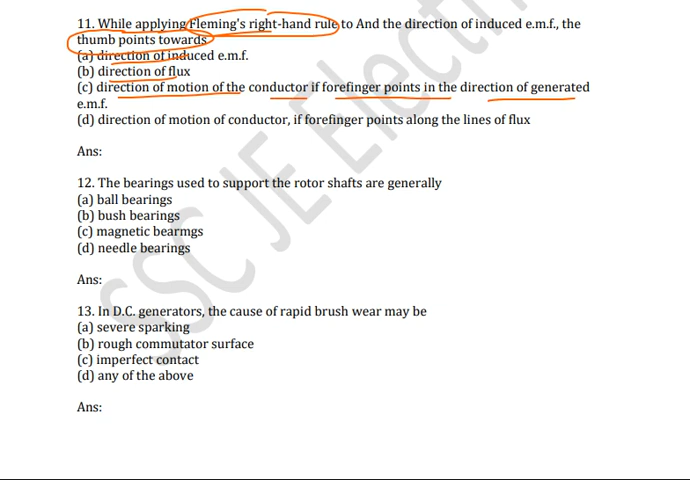 11. While applying Fleming's right-hand rule to And the direction of induced e.m.f., the
thumb points towards
(a) direction of induced e.m.f.
(b) direction of flux
(c) direction of motion of the conductor if forefinger points in the direction of generated
e.m.f.
(d) direction of motion of conductor, if forefinger points along the lines of flux
Ans:
12. The bearings used to support the rotor shafts are generally
(a) ball bearings
(b) bush bearings
(c) magnetic bearmgs
(d) needle bearings
Ans:
13. In D.C. generators, the cause of rapid brush wear may be
(a) severe sparking
(b) rough commutator surface
(c) imperfect contact
(d) any of the above
Ans:
SSC JE Electri